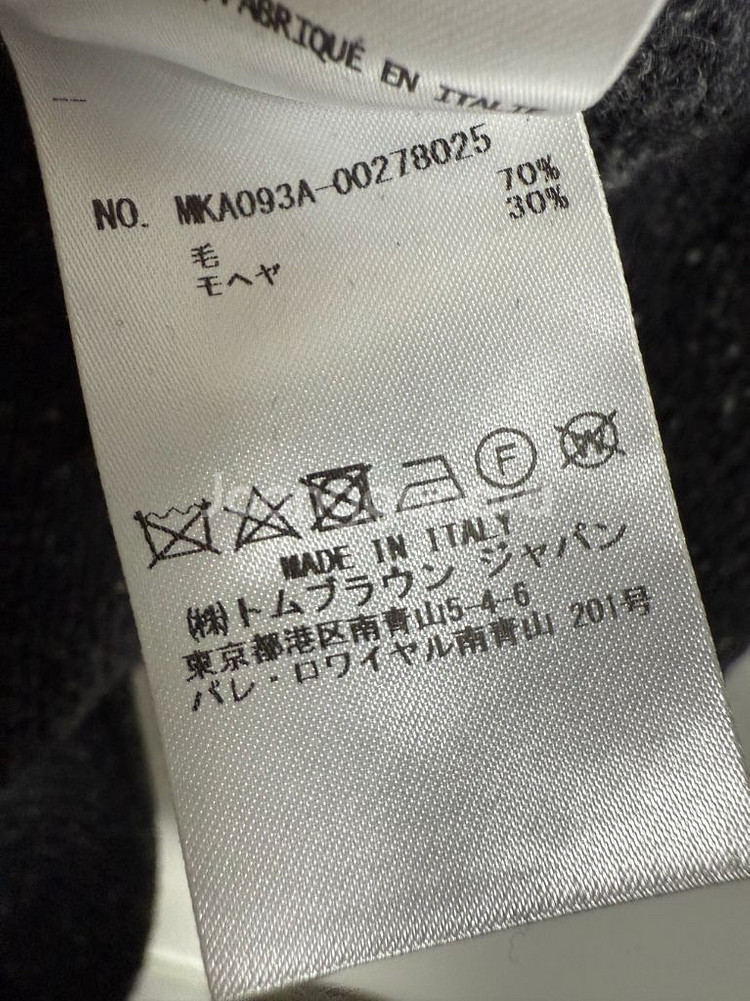 FABRIQUÉ EN ITALIE
NO. MKA093A-00278025
毛 70%
モヘヤ 30%
F
W
MADE IN ITALY
㈱トムブラウン ジャパン
東京都港区南青山5-4-6
パレ・ロワイヤル南青山 201号